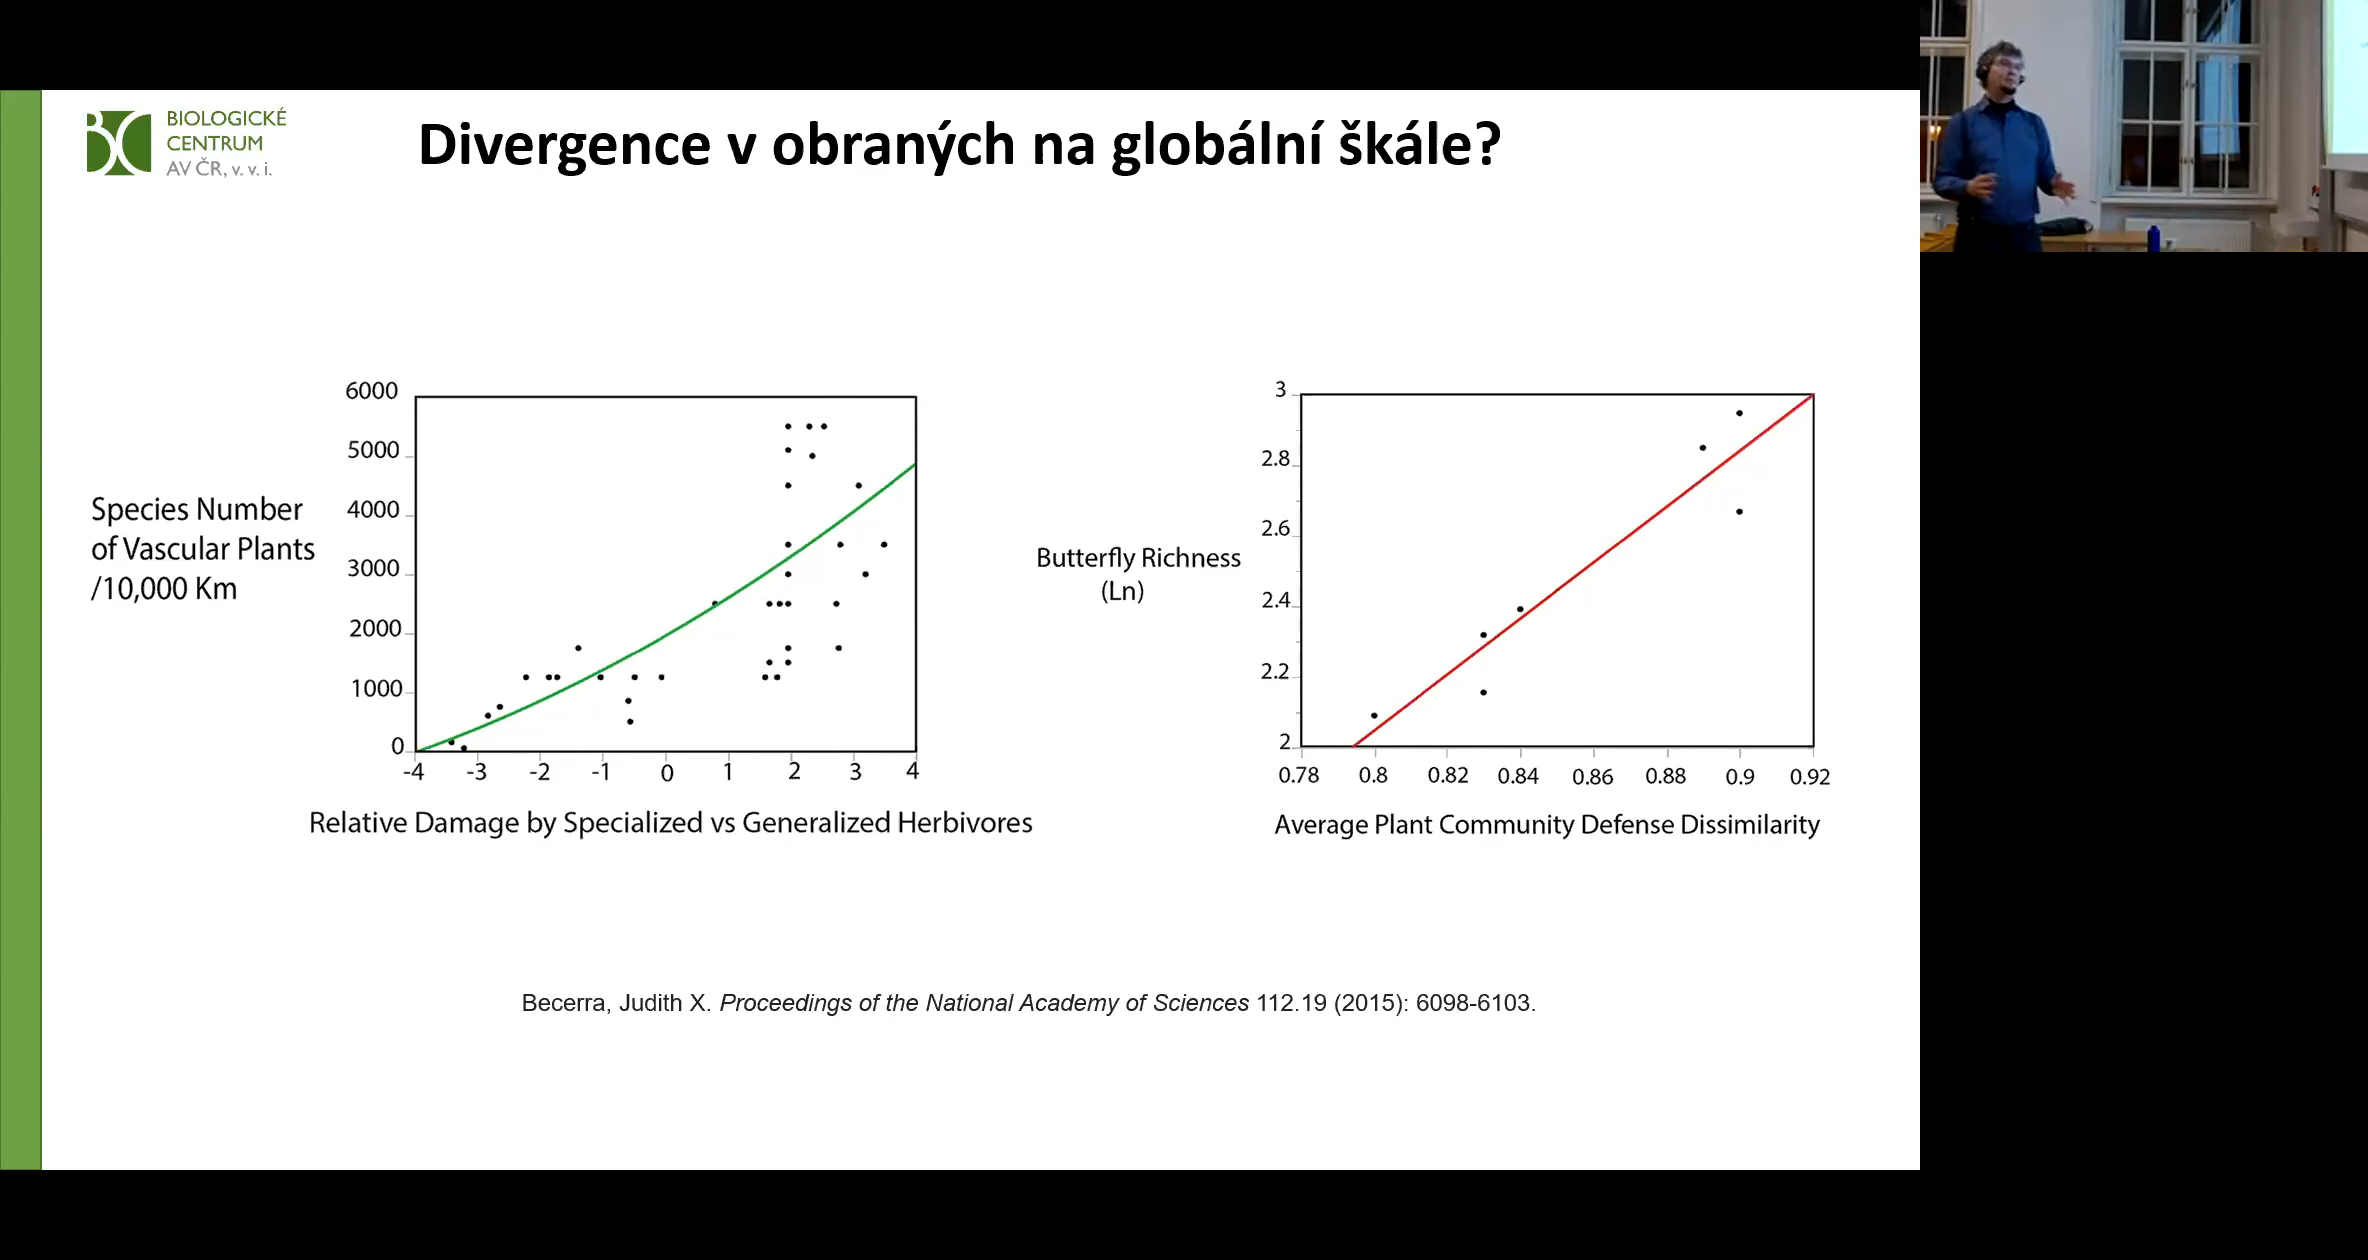 BIOLOGICKÉ
CENTRUM
AV ČR, v. v. i.
Divergence v obraných na globální škále?
6000
5000
4000
3000
2000
1000
0
Species Number
of Vascular Plants
/10,000 Km
-4 -3 -2 -1 0 1 2 3 4
Relative Damage by Specialized vs Generalized Herbivores
3
2.8
2.6
2.4
2.2
2
Butterfly Richness
(Ln)
0.78 0.8 0.82 0.84 0.86 0.88 0.9 0.92
Average Plant Community Defense Dissimilarity
Becerra, Judith X. Proceedings of the National Academy of Sciences 112.19 (2015): 6098-6103.